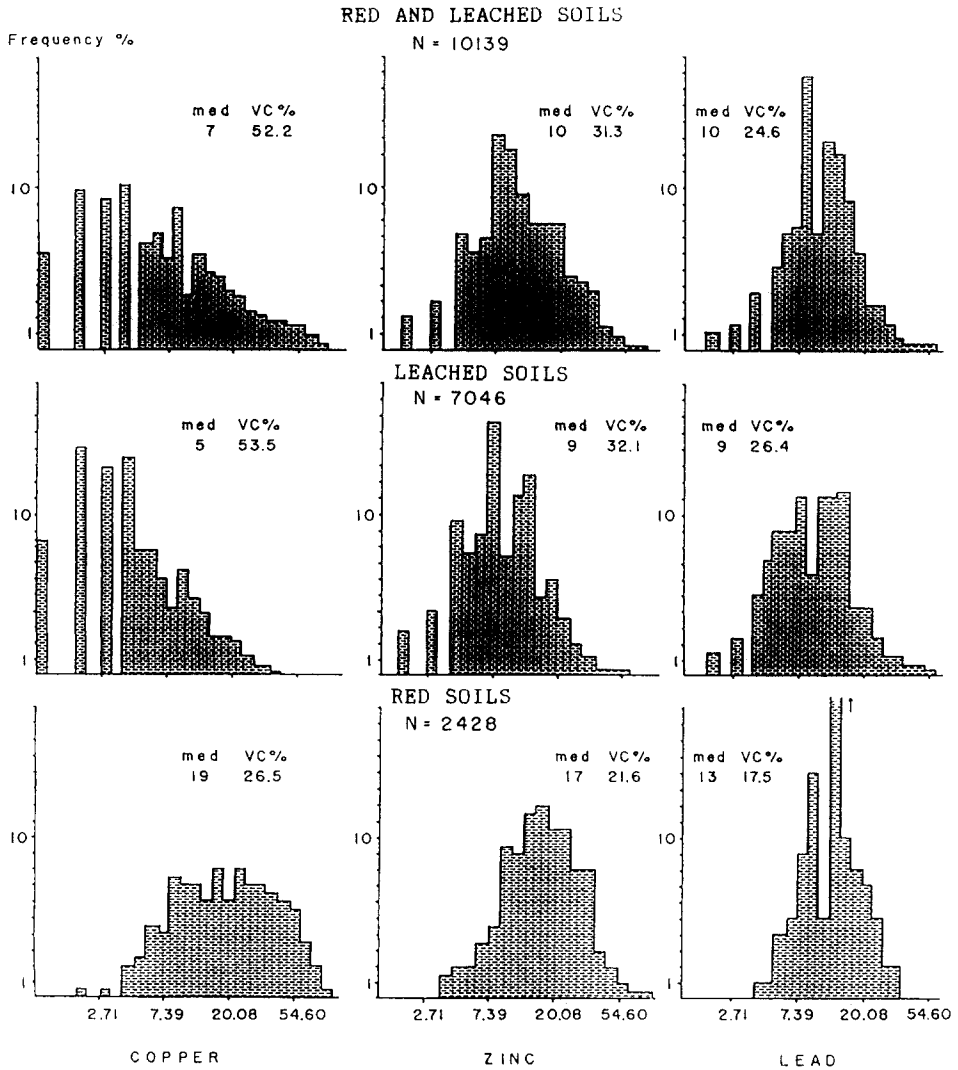 RED AND LEACHED SOILS
Frequency %
N = 10139
med VC%
7 52.2
med VC%
10 31.3
med VC%
10 24.6
10
10
10
1
1
1
LEACHED SOILS
N = 7046
med VC%
5 53.5
med VC%
9 32.1
med VC%
9 26.4
10
10
10
1
1
1
RED SOILS
N = 2428
med VC%
19 26.5
med VC%
17 21.6
med VC%
13 17.5
10
10
10
1
1
1
2.71 7.39 20.08 54.60
2.71 7.39 20.08 54.60
2.71 7.39 20.08 54.60
COPPER
ZINC
LEAD